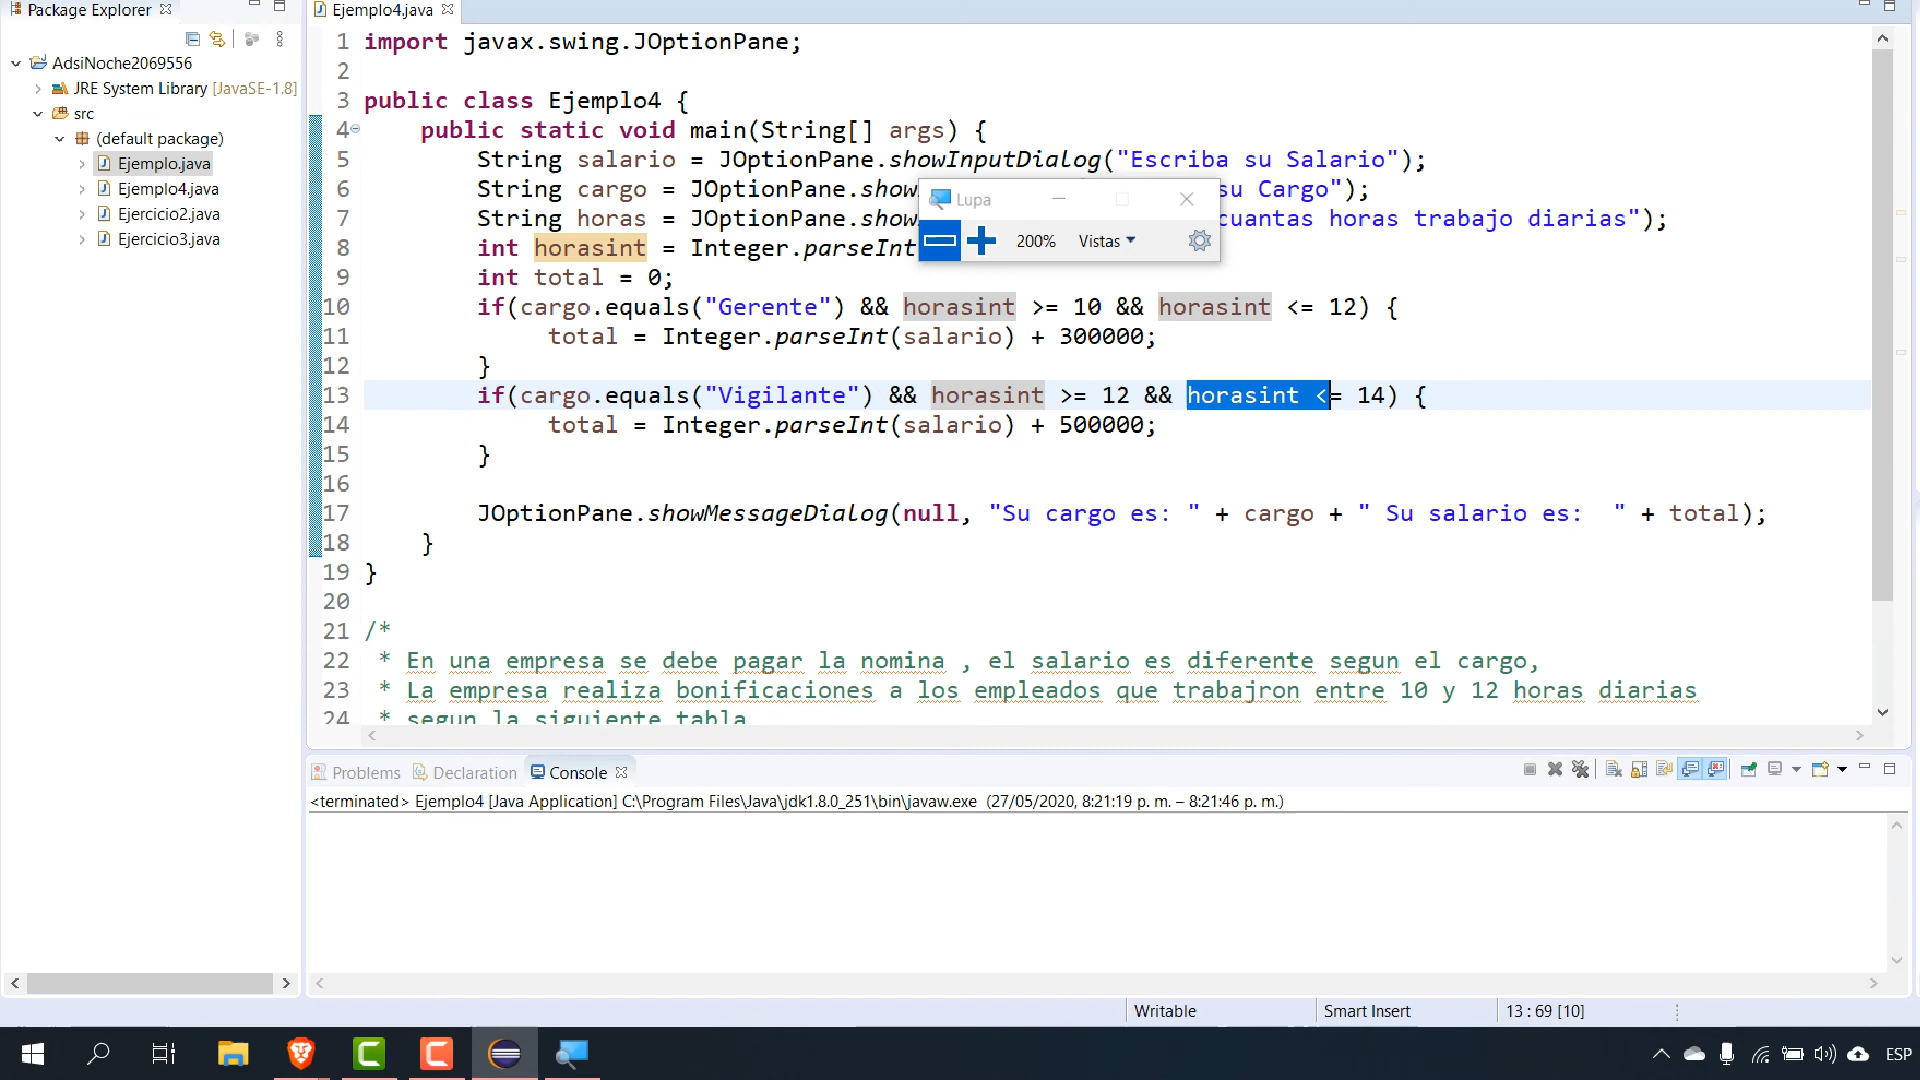 Package Explorer
Ejemplo4.java
AdsiNoche2069556
JRE System Library [JavaSE-1.8]
src
(default package)
Ejemplo.java
Ejemplo4.java
Ejercicio2.java
Ejercicio3.java
1 import javax.swing.JOptionPane;
2
3 public class Ejemplo4 {
4 public static void main(String[] args) {
5 String salario = JOptionPane.showInputDialog("Escriba su Salario");
6 String cargo = JOptionPane.show su Cargo");
7 String horas = JOptionPane.show cuantas horas trabajo diarias");
8 int horasint = Integer.parseInt
9 int total = 0;
10 if(cargo.equals("Gerente") && horasint >= 10 && horasint <= 12) {
11 total = Integer.parseInt(salario) + 300000;
12 }
13 if(cargo.equals("Vigilante") && horasint >= 12 && horasint <= 14) {
14 total = Integer.parseInt(salario) + 500000;
15 }
16
17 JOptionPane.showMessageDialog(null, "Su cargo es: " + cargo + " Su salario es:  " + total);
18 }
19 }
20
21 /*
22 * En una empresa se debe pagar la nomina , el salario es diferente segun el cargo,
23 * La empresa realiza bonificaciones a los empleados que trabajron entre 10 y 12 horas diarias
24 * segun la siguiente tabla
Lupa
200% Vistas
Problems Declaration Console
<terminated> Ejemplo4 [Java Application] C:\Program Files\Java\jdk1.8.0_251\bin\javaw.exe (27/05/2020, 8:21:19 p. m. – 8:21:46 p. m.)
Writable Smart Insert 13 : 69 [10]
ESP